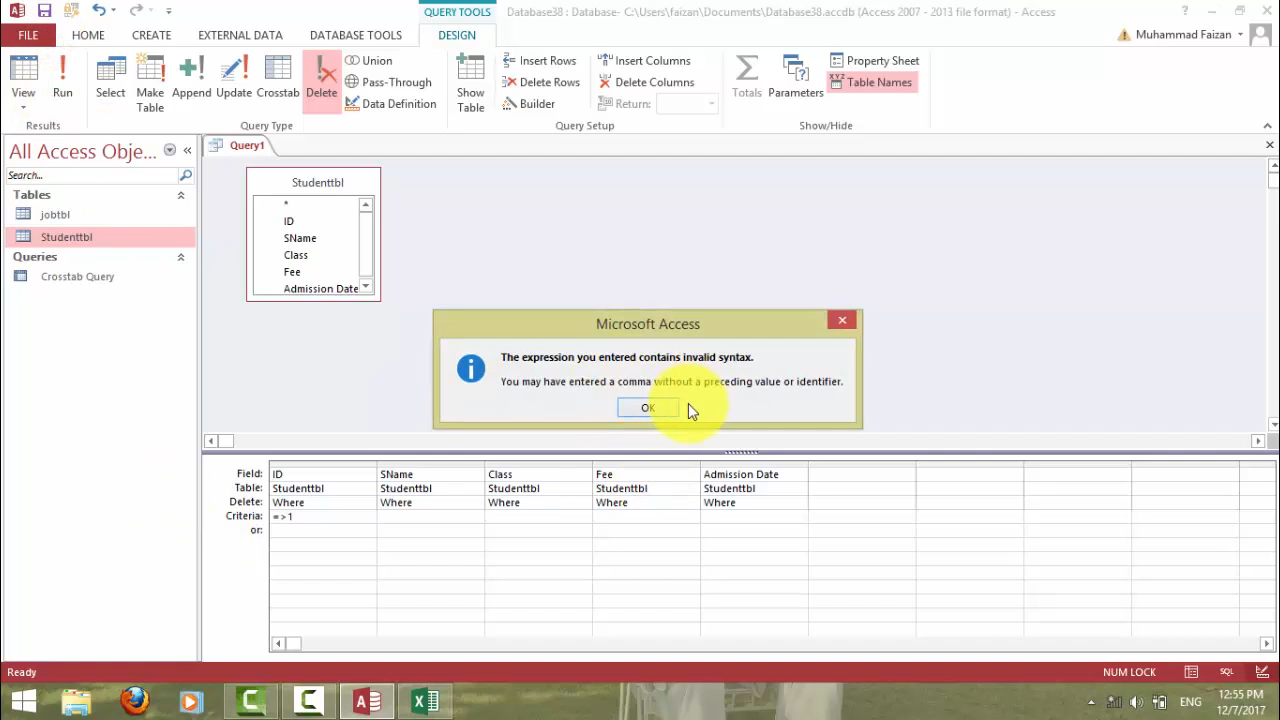 QUERY TOOLS
Database38 : Database- C:\Users\faizan\Documents\Database38.accdb (Access 2007 - 2013 file format) - Access
FILE HOME CREATE EXTERNAL DATA DATABASE TOOLS DESIGN Muhammad Faizan
View Run Select Make Table Append Update Crosstab Delete
Union
Pass-Through
Data Definition
Show Table
Insert Rows
Delete Rows
Builder
Insert Columns
Delete Columns
Return:
Totals Parameters
Property Sheet
Table Names
Results Query Type Query Setup Show/Hide
All Access Obje...
Search...
Tables
jobtbl
Studenttbl
Queries
Crosstab Query
Query1
Studenttbl
*
ID
SName
Class
Fee
Admission Date
Microsoft Access
The expression you entered contains invalid syntax.
You may have entered a comma without a preceding value or identifier.
OK
Field: ID SName Class Fee Admission Date
Table: Studenttbl Studenttbl Studenttbl Studenttbl Studenttbl
Delete: Where Where Where Where Where
Criteria: =>1
or:
Ready NUM LOCK SQL
ENG
12:55 PM
12/7/2017